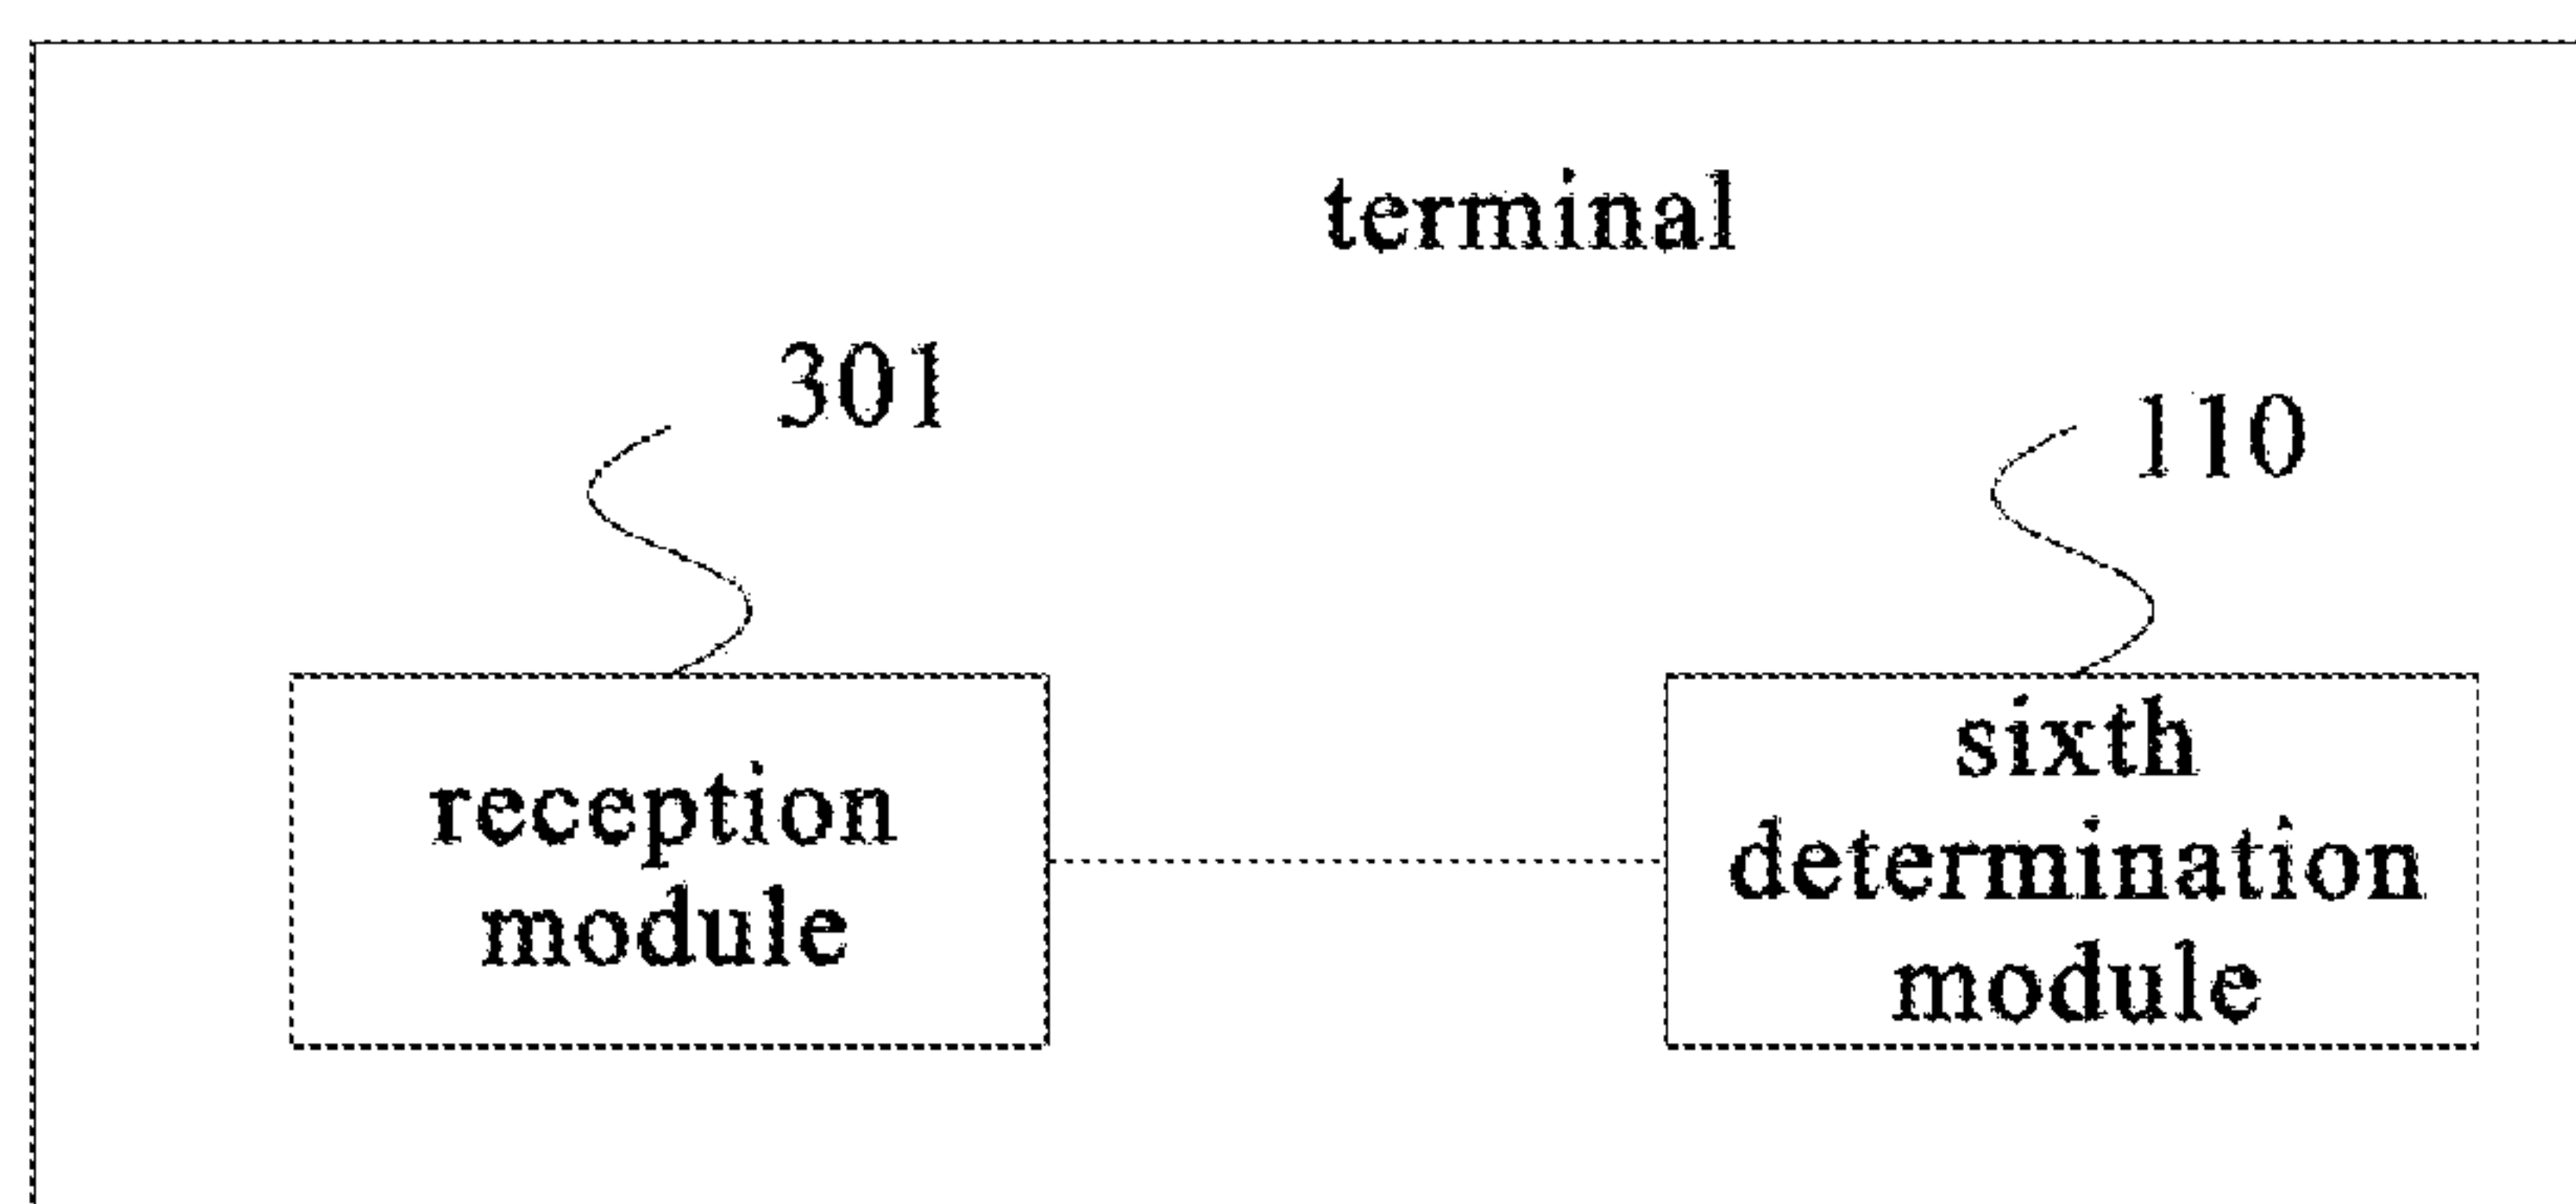 terminal
301
110
reception
module
sixth
determination
module